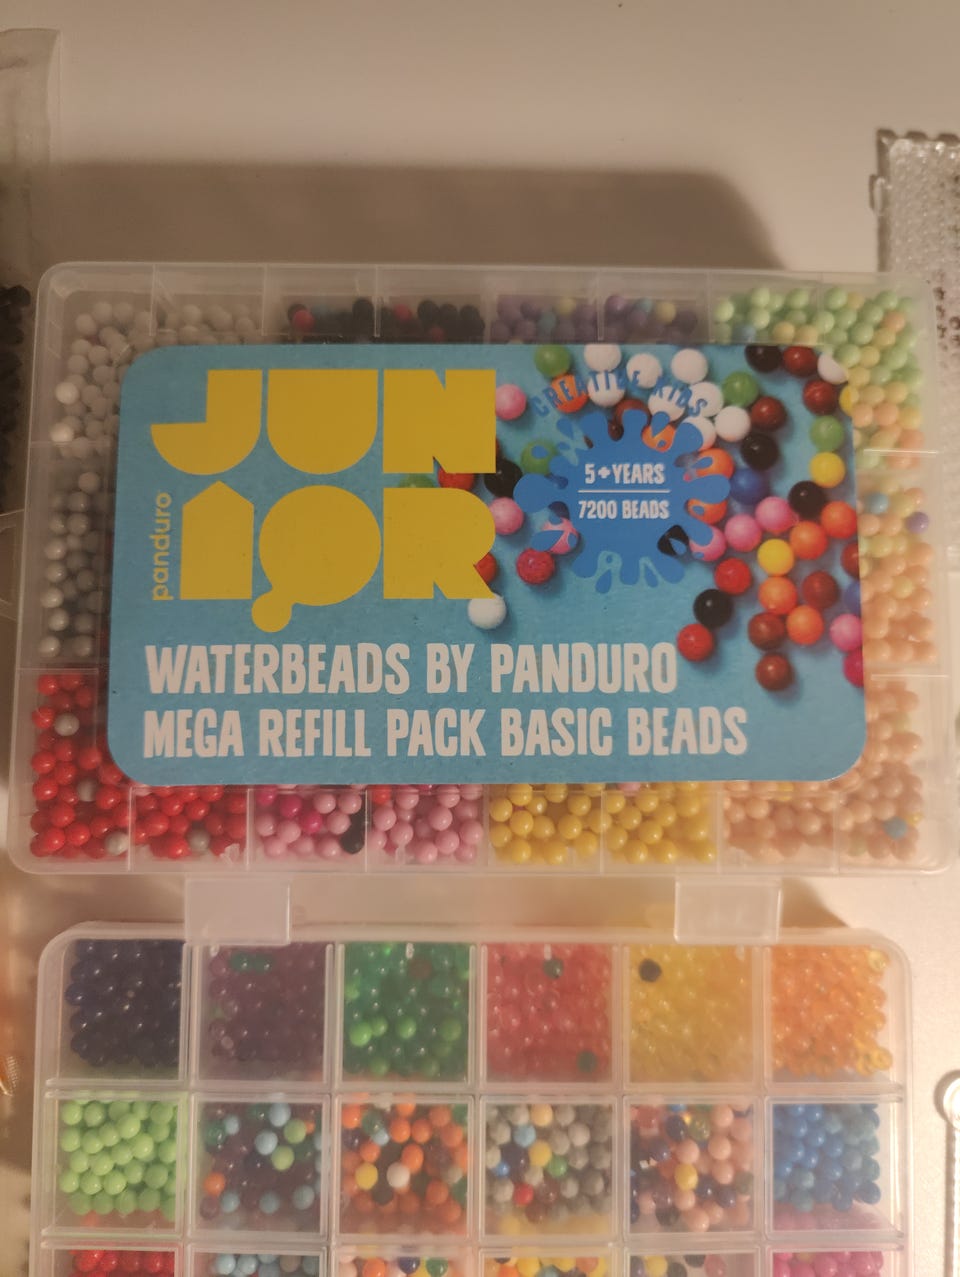 JUN
IOR
panduro
CREATIVE KIDS
5+YEARS
7200 BEADS
WATERBEADS BY PANDURO
MEGA REFILL PACK BASIC BEADS